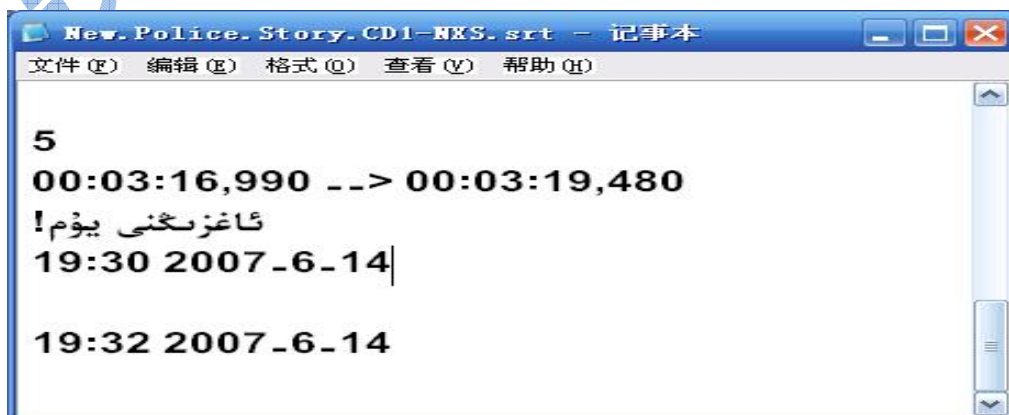 New.Police.Story.CD1-NXS.srt - 记事本
文件(F) 编辑(E) 格式(O) 查看(V) 帮助(H)
5
00:03:16,990 --> 00:03:19,480
ئاغزىڭنى يۇم!
19:30 2007-6-14
19:32 2007-6-14